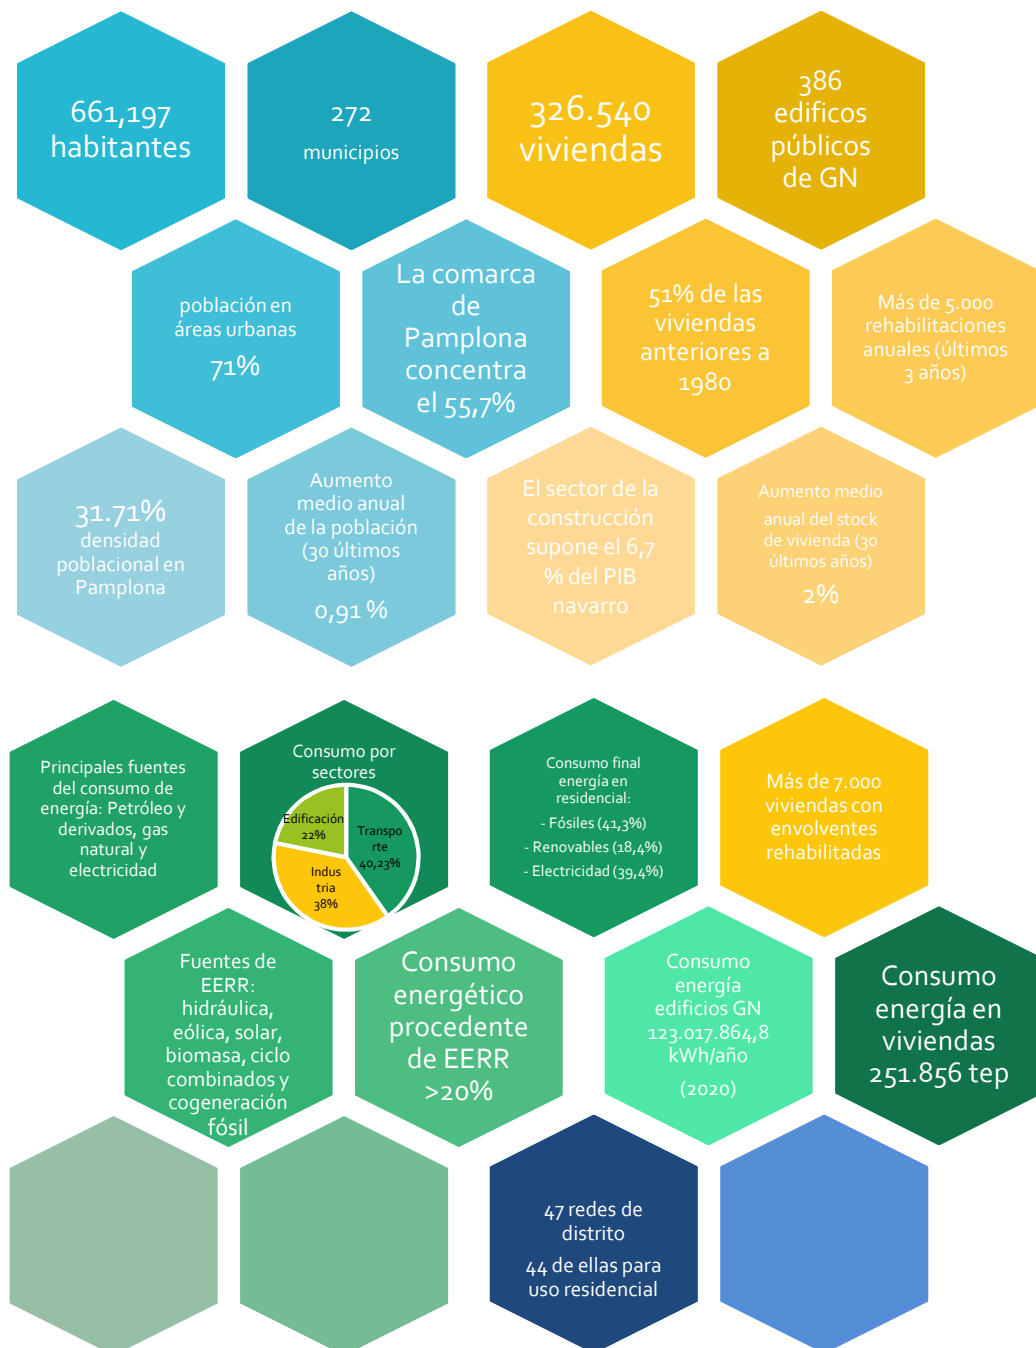 661,197
habitantes
272
municipios
326.540
viviendas
386
edificos
públicos
de GN
población en
áreas urbanas
71%
La comarca
de
Pamplona
concentra
el 55,7%
51% de las
viviendas
anteriores a
1980
Más de 5.000
rehabilitaciones
anuales (últimos
3 años)
31.71%
densidad
poblacional en
Pamplona
Aumento
medio anual
de la población
(30 últimos
años)
0,91 %
El sector de la
construcción
supone el 6,7
% del PIB
navarro
Aumento medio
anual del stock
de vivienda (30
últimos años)
2%
Principales fuentes
del consumo de
energía: Petróleo y
derivados, gas
natural y
electricidad
Consumo por
sectores
Edificación
22%
Transpo
rte
40,23%
Indus
tria
38%
Consumo final
energía en
residencial:
- Fósiles (41,3%)
- Renovables (18,4%)
- Electricidad (39,4%)
Más de 7.000
viviendas con
envolventes
rehabilitadas
Fuentes de
EERR:
hidráulica,
eólica, solar,
biomasa, ciclo
combinados y
cogeneración
fósil
Consumo
energético
procedente
de EERR
>20%
Consumo
energía
edificios GN
123.017.864,8
kWh/año
(2020)
Consumo
energía en
viviendas
251.856 tep
47 redes de
distrito
44 de ellas para
uso residencial